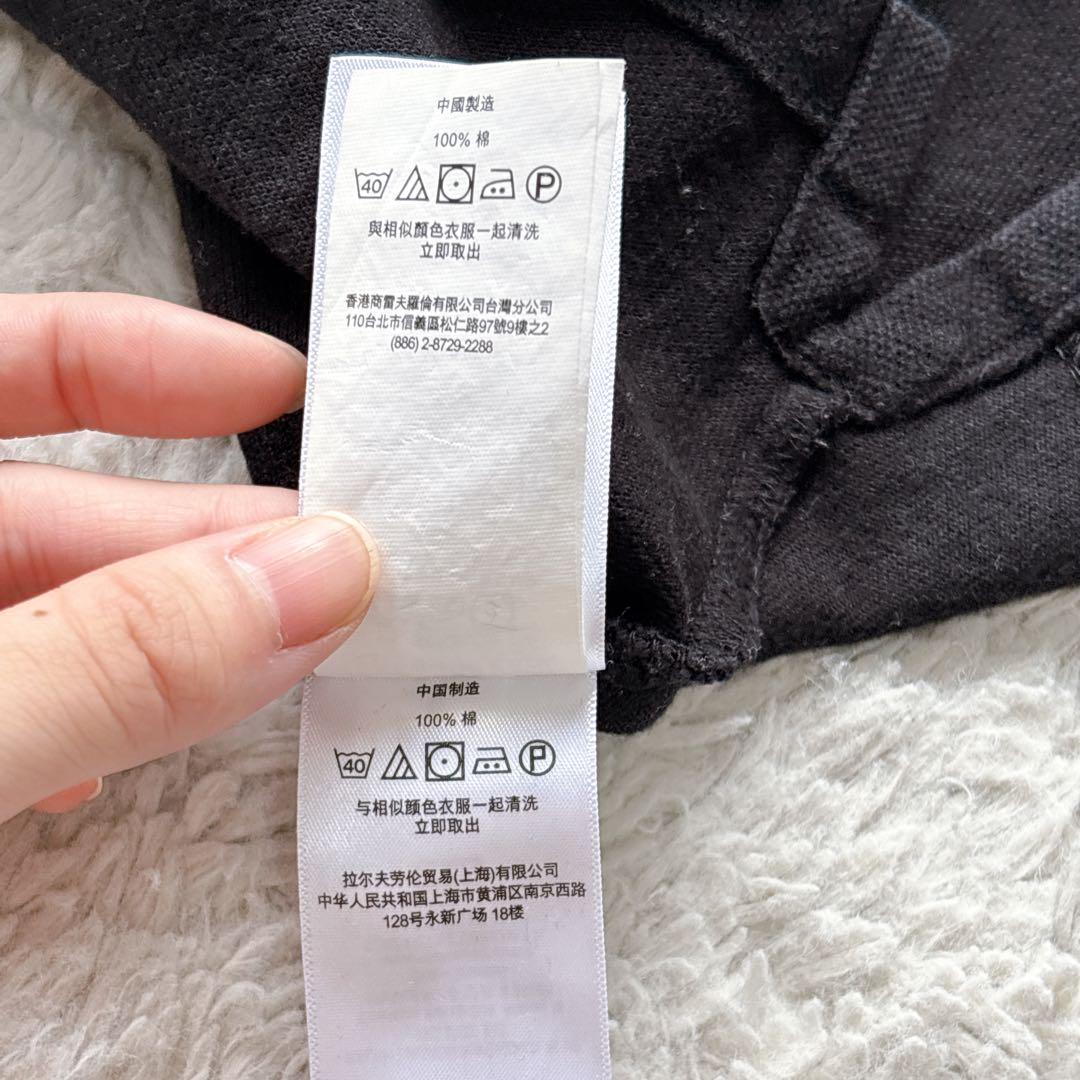 中國製造
100% 棉
40 P
與相似顏色衣服一起清洗
立即取出
香港商雷夫羅倫有限公司台灣分公司
110台北市信義區松仁路97號9樓之2
(886) 2-8729-2288
中国制造
100% 棉
40 P
与相似颜色衣服一起清洗
立即取出
拉尔夫劳伦贸易(上海)有限公司
中华人民共和国上海市黄浦区南京西路
128号永新广场 18楼